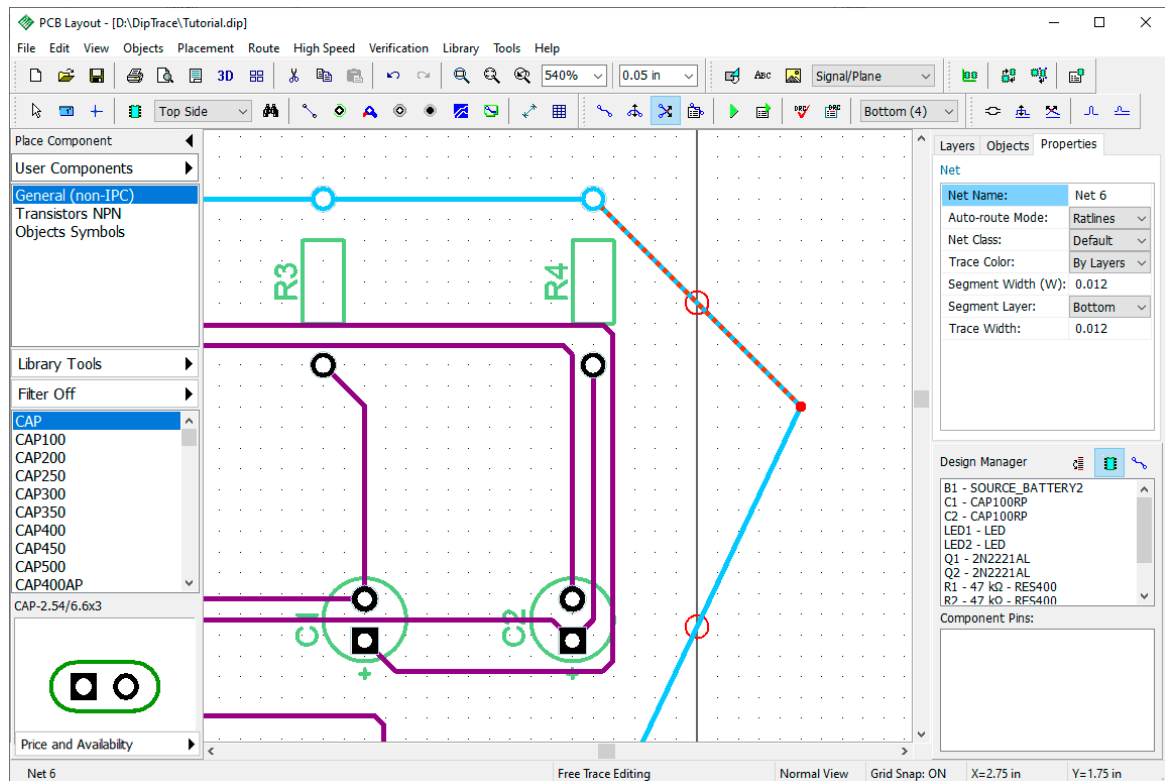 PCB Layout - [D:\DipTrace\Tutorial.dip]
File Edit View Objects Placement Route High Speed Verification Library Tools Help
3D 540% 0.05 in ABC Signal/Plane
Top Side DRC Bottom (4)
Place Component
User Components
General (non-IPC)
Transistors NPN
Objects Symbols
Library Tools
Filter Off
CAP
CAP100
CAP200
CAP250
CAP300
CAP350
CAP400
CAP450
CAP500
CAP400AP
CAP-2.54/6.6x3
Price and Availability
R3
R4
C1
C2
+
+
Layers Objects Properties
Net
Net Name: Net 6
Auto-route Mode: Ratlines
Net Class: Default
Trace Color: By Layers
Segment Width (W): 0.012
Segment Layer: Bottom
Trace Width: 0.012
Design Manager
B1 - SOURCE_BATTERY2
C1 - CAP100RP
C2 - CAP100RP
LED1 - LED
LED2 - LED
Q1 - 2N2221AL
Q2 - 2N2221AL
R1 - 47 kΩ - RES400
R2 - 47 kΩ - RES400
Component Pins:
Net 6 Free Trace Editing Normal View Grid Snap: ON X=2.75 in Y=1.75 in